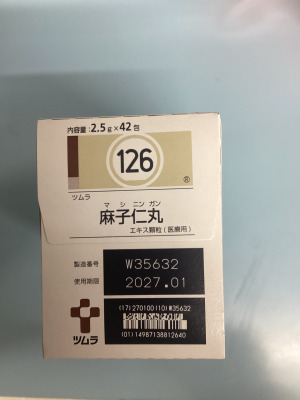 内容量：2.5g×42包
126
®
ツムラ
マ シ ニン ガン
麻子仁丸
エキス顆粒(医療用)
製造番号 W35632
使用期限 2027.01
(17)270100(10)W35632
(01)14987138812640
ツムラ